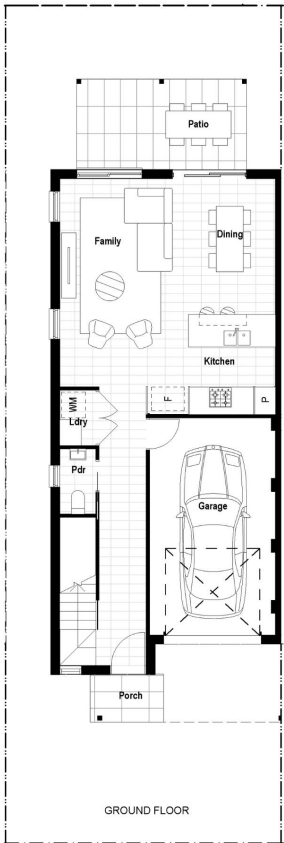 Patio
Family
Dining
Kitchen
WM
F
P
Ldry
Pdr
Garage
Porch
GROUND FLOOR